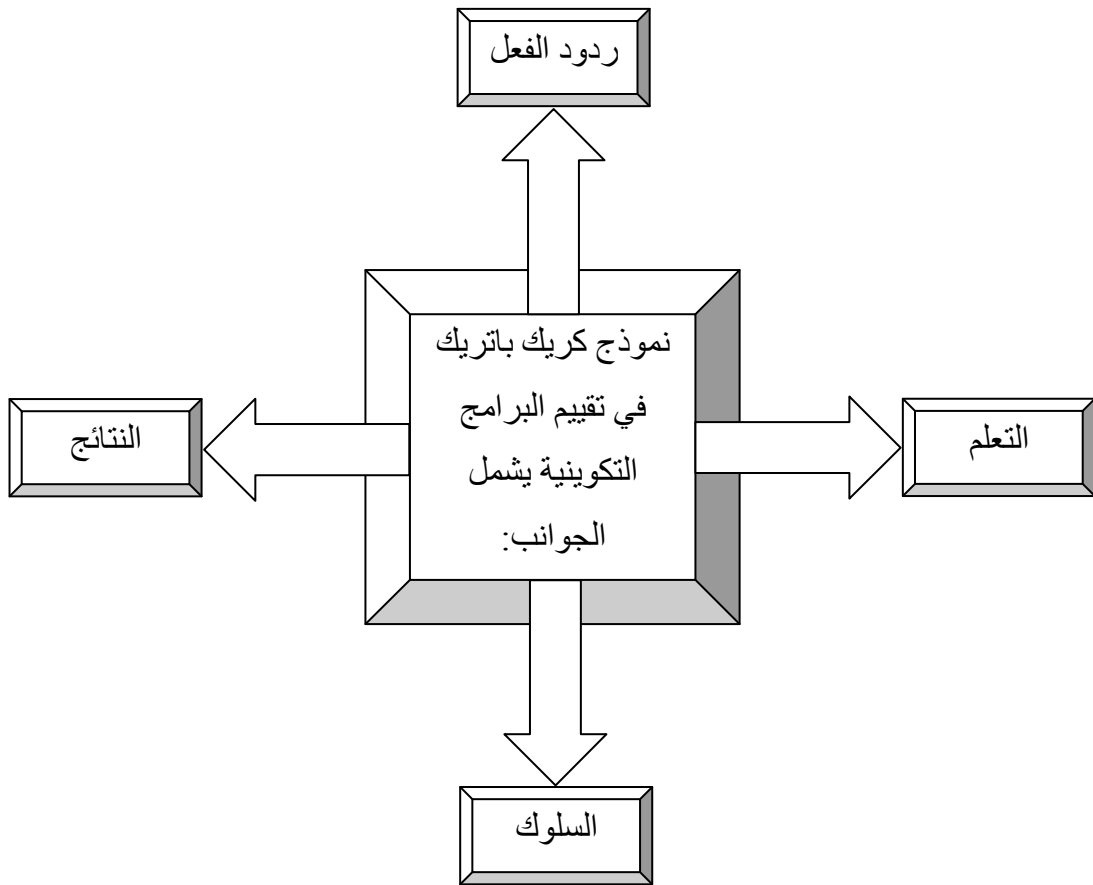 ردود الفعل
نموذج كريك باتريك
في تقييم البرامج
التكوينية يشمل
الجوانب:
التعلم
النتائج
السلوك